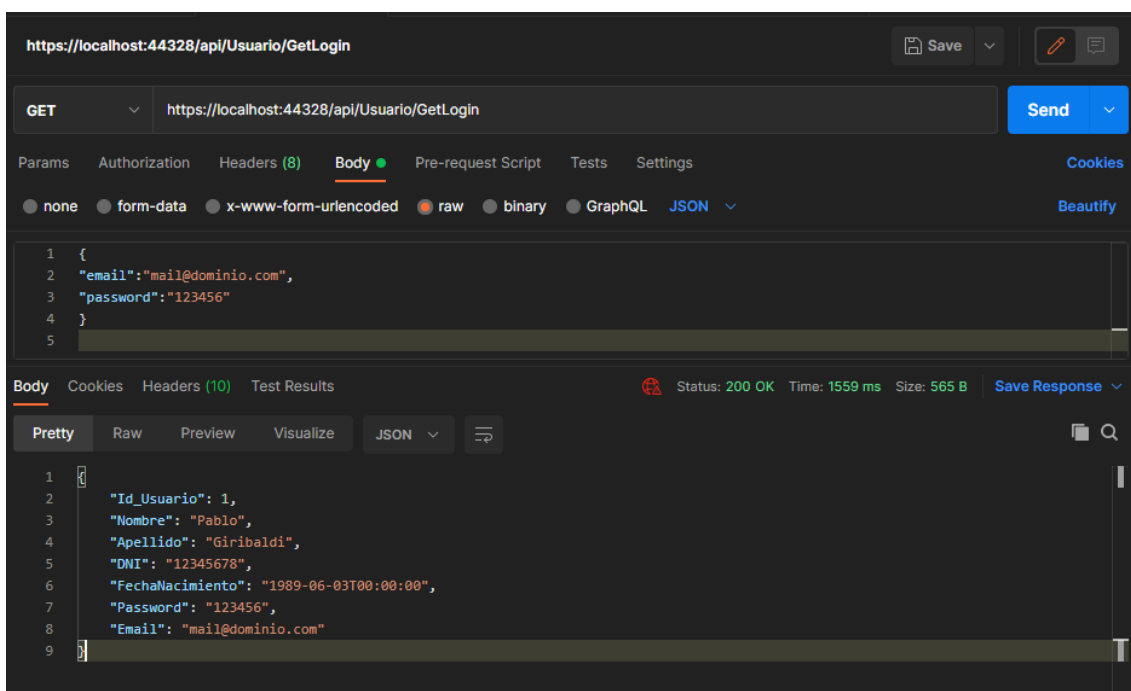 https://localhost:44328/api/Usuario/GetLogin Save
GET https://localhost:44328/api/Usuario/GetLogin Send
Params Authorization Headers (8) Body Pre-request Script Tests Settings Cookies
none form-data x-www-form-urlencoded raw binary GraphQL JSON Beautify
1 {
2 "email":"mail@dominio.com",
3 "password":"123456"
4 }
5
Body Cookies Headers (10) Test Results Status: 200 OK Time: 1559 ms Size: 565 B Save Response
Pretty Raw Preview Visualize JSON
1 {
2 "Id_Usuario": 1,
3 "Nombre": "Pablo",
4 "Apellido": "Giribaldi",
5 "DNI": "12345678",
6 "FechaNacimiento": "1989-06-03T00:00:00",
7 "Password": "123456",
8 "Email": "mail@dominio.com"
9 }